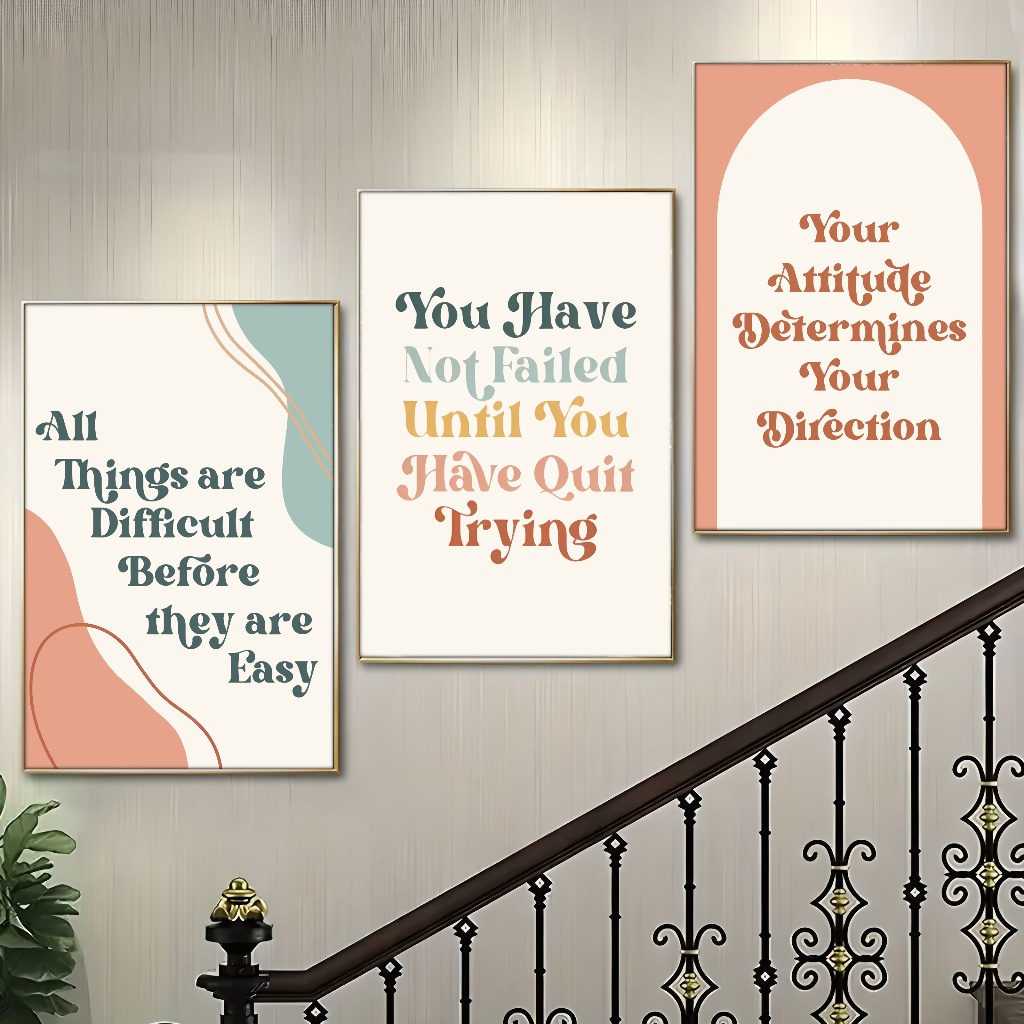 All
Things are
Difficult
Before
they are
Easy
You Have
Not Failed
Until You
Have Quit
Trying
Your
Attitude
Determines
Your
Direction